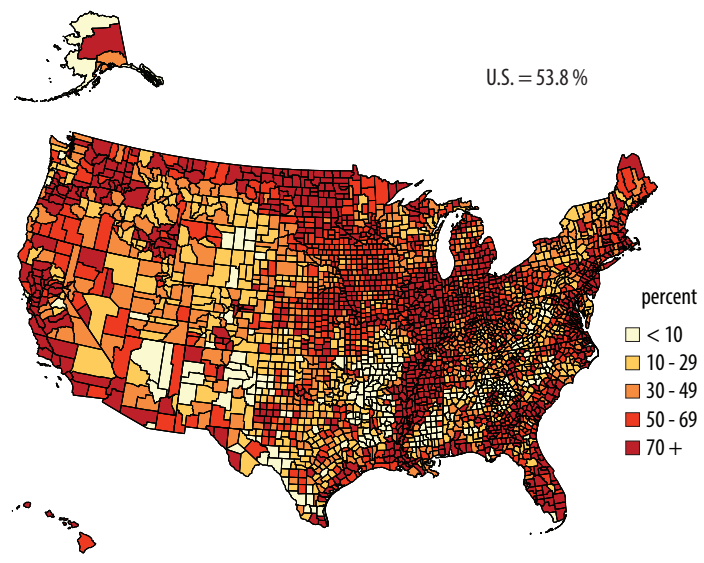 U.S. = 53.8 %
percent
< 10
10 - 29
30 - 49
50 - 69
70 +